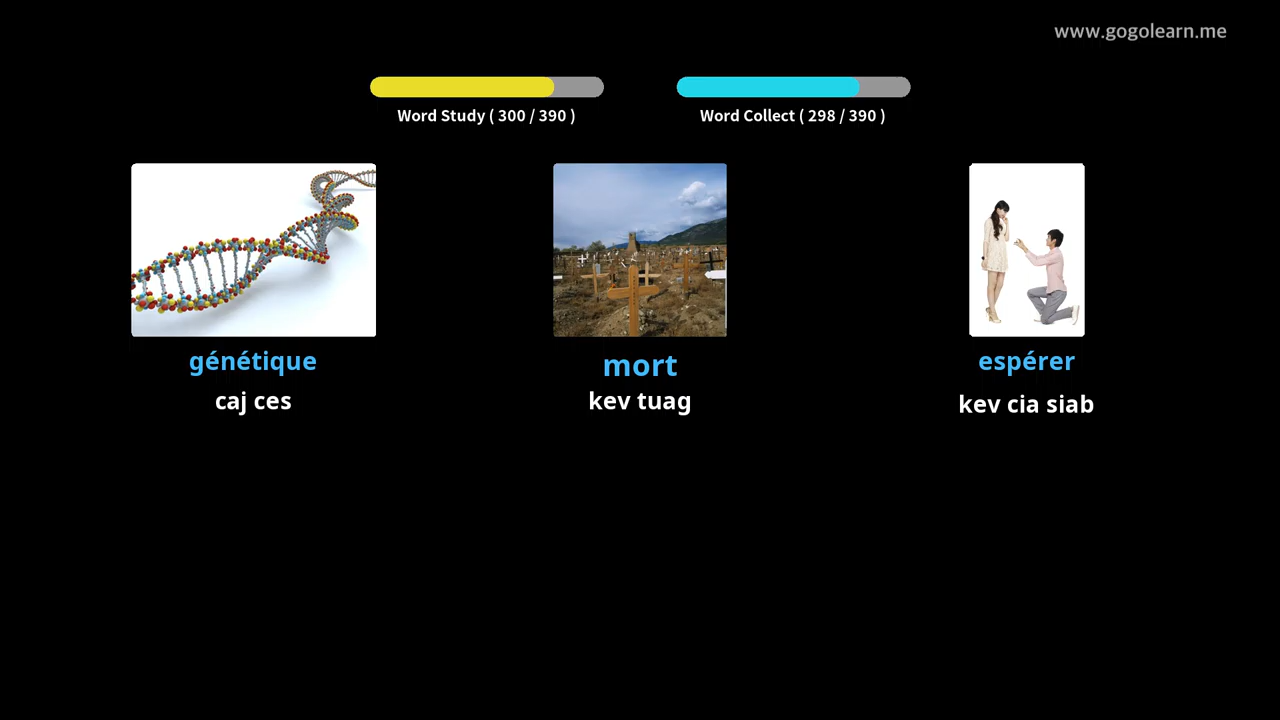 www.gogolearn.me
Word Study ( 300 / 390 )
Word Collect ( 298 / 390 )
génétique
caj ces
mort
kev tuag
espérer
kev cia siab